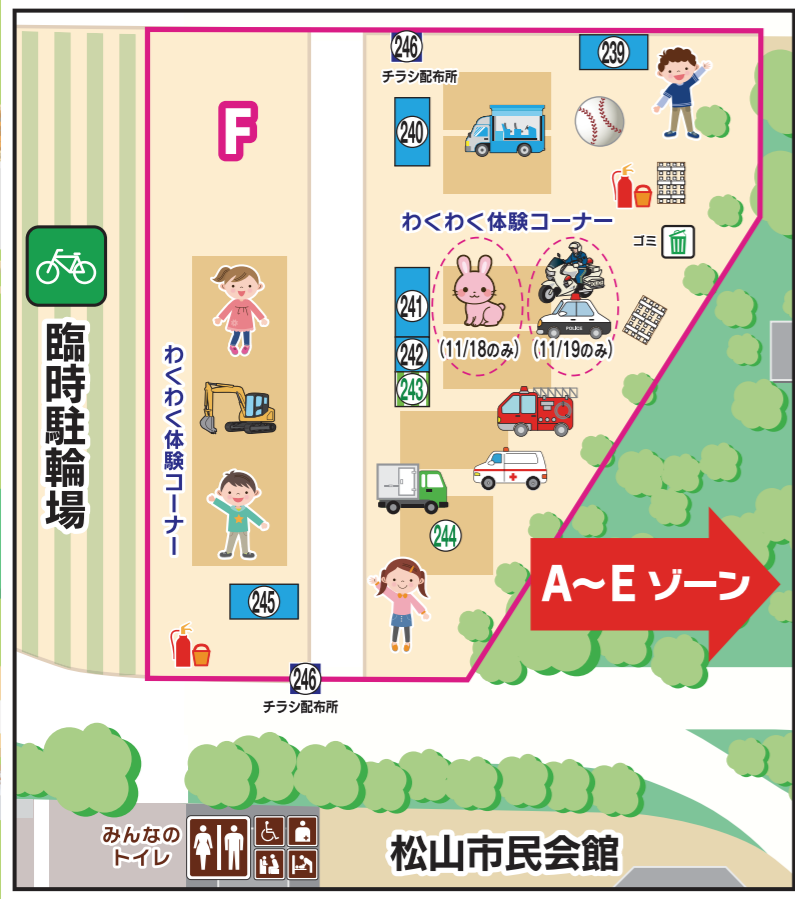 246
チラシ配布所
239
F
240
わくわく体験コーナー
ゴミ
241
(11/18のみ)
(11/19のみ)
POLICE
242
243
臨時駐輪場
わくわく体験コーナー
244
A〜E ゾーン
245
246
チラシ配布所
みんなの
トイレ
松山市民会館